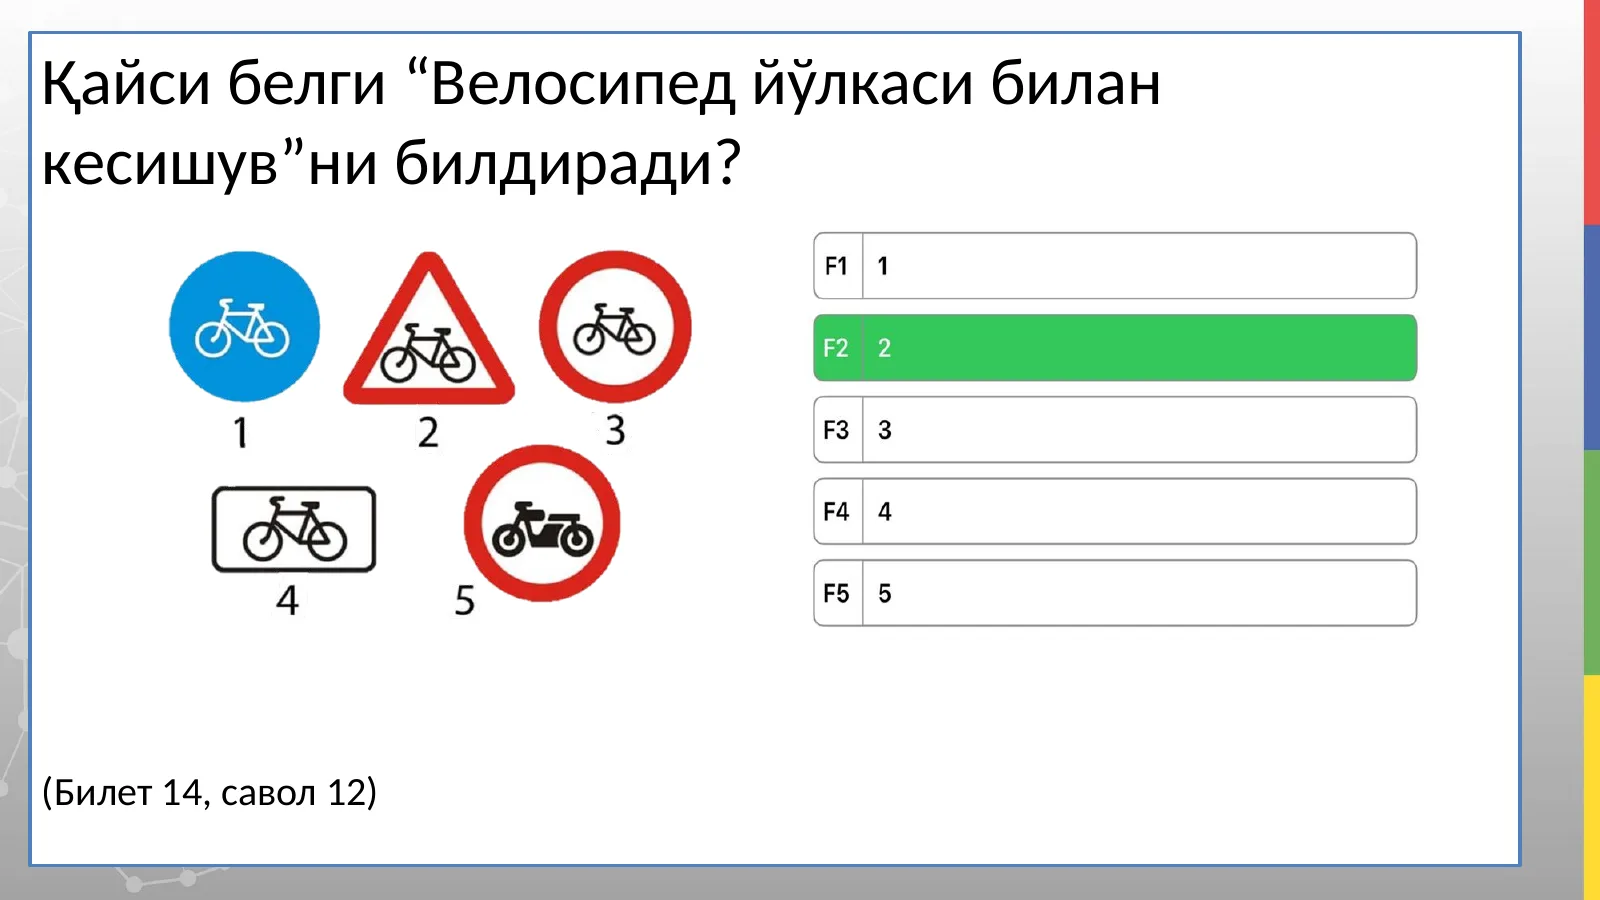 Қайси белги “Велосипед йўлкаси билан
кесишув”ни билдиради?
1
2
3
4
5
F1 1
F2 2
F3 3
F4 4
F5 5
(Билет 14, савол 12)